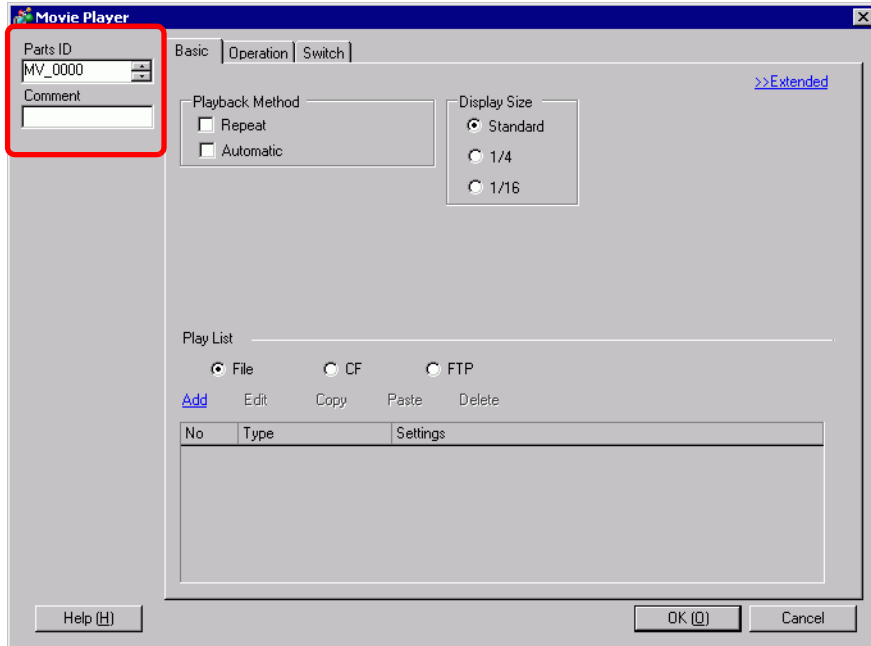 Movie Player
Parts ID
MV_0000
Comment
Basic Operation Switch
>>Extended
Playback Method
Repeat
Automatic
Display Size
Standard
1/4
1/16
Play List
File CF FTP
Add Edit Copy Paste Delete
No Type Settings
Help (H) OK (O) Cancel